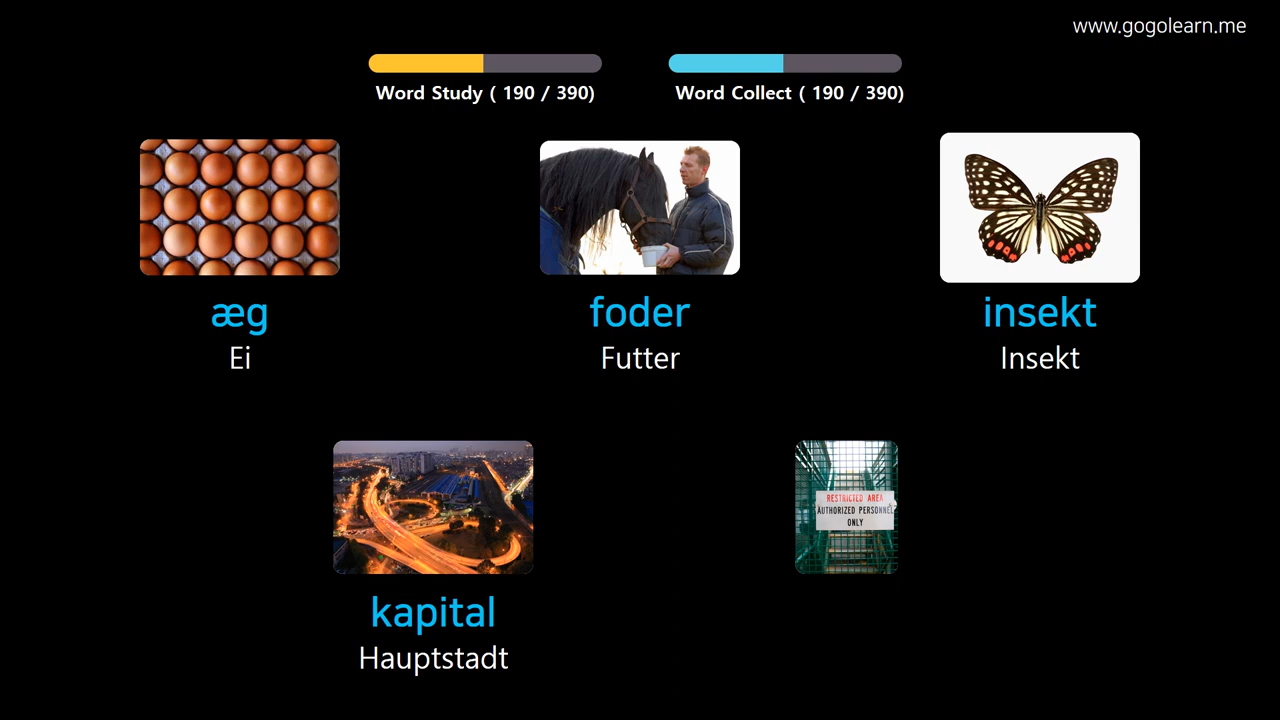 www.gogolearn.me
Word Study ( 190 / 390)
Word Collect ( 190 / 390)
æg
Ei
foder
Futter
insekt
Insekt
RESTRICTED AREA
AUTHORIZED PERSONNEL
ONLY
kapital
Hauptstadt